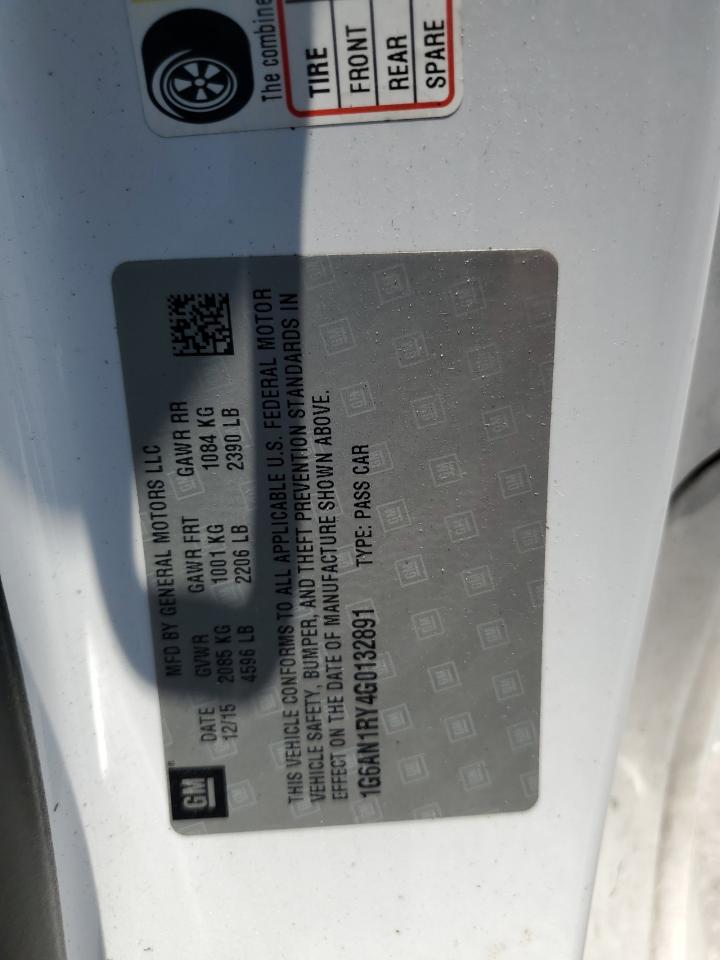 The combine
TIRE
FRONT
REAR
SPARE
GM
MFD BY GENERAL MOTORS LLC
DATE GVWR GAWR FRT GAWR RR
12/15 2085 KG 1001 KG 1084 KG
4596 LB 2206 LB 2390 LB
THIS VEHICLE CONFORMS TO ALL APPLICABLE U.S. FEDERAL MOTOR
VEHICLE SAFETY, BUMPER, AND THEFT PREVENTION STANDARDS IN
EFFECT ON THE DATE OF MANUFACTURE SHOWN ABOVE.
1G6AN1RY4G0132891 TYPE: PASS CAR